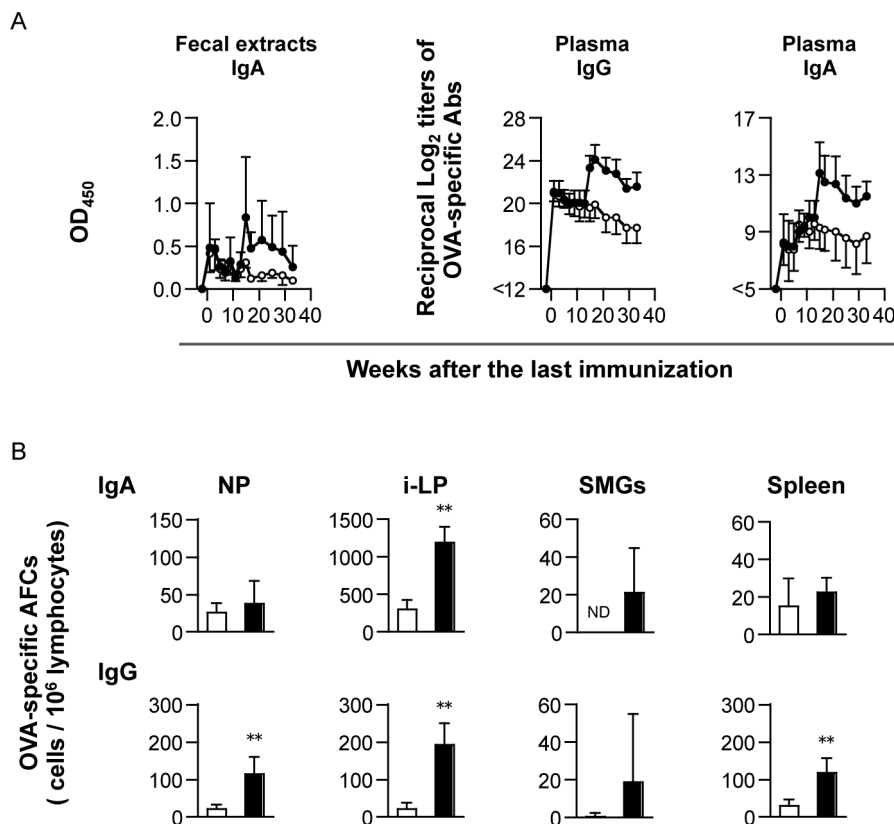 A
Fecal extracts
IgA
Plasma
IgG
Plasma
IgA
OD450
2.0
1.5
1.0
0.5
0.0
0 10 20 30 40
Reciprocal Log2 titers of
OVA-specific Abs
28
24
20
16
<12
0 10 20 30 40
17
13
9
<5
0 10 20 30 40
Weeks after the last immunization
B
IgA
NP
i-LP
SMGs
Spleen
OVA-specific AFCs
( cells / 106 lymphocytes)
150
100
50
0
1500
1000
500
0
**
60
40
20
0
ND
60
40
20
0
IgG
300
200
100
0
**
300
200
100
0
**
60
40
20
0
300
200
100
0
**